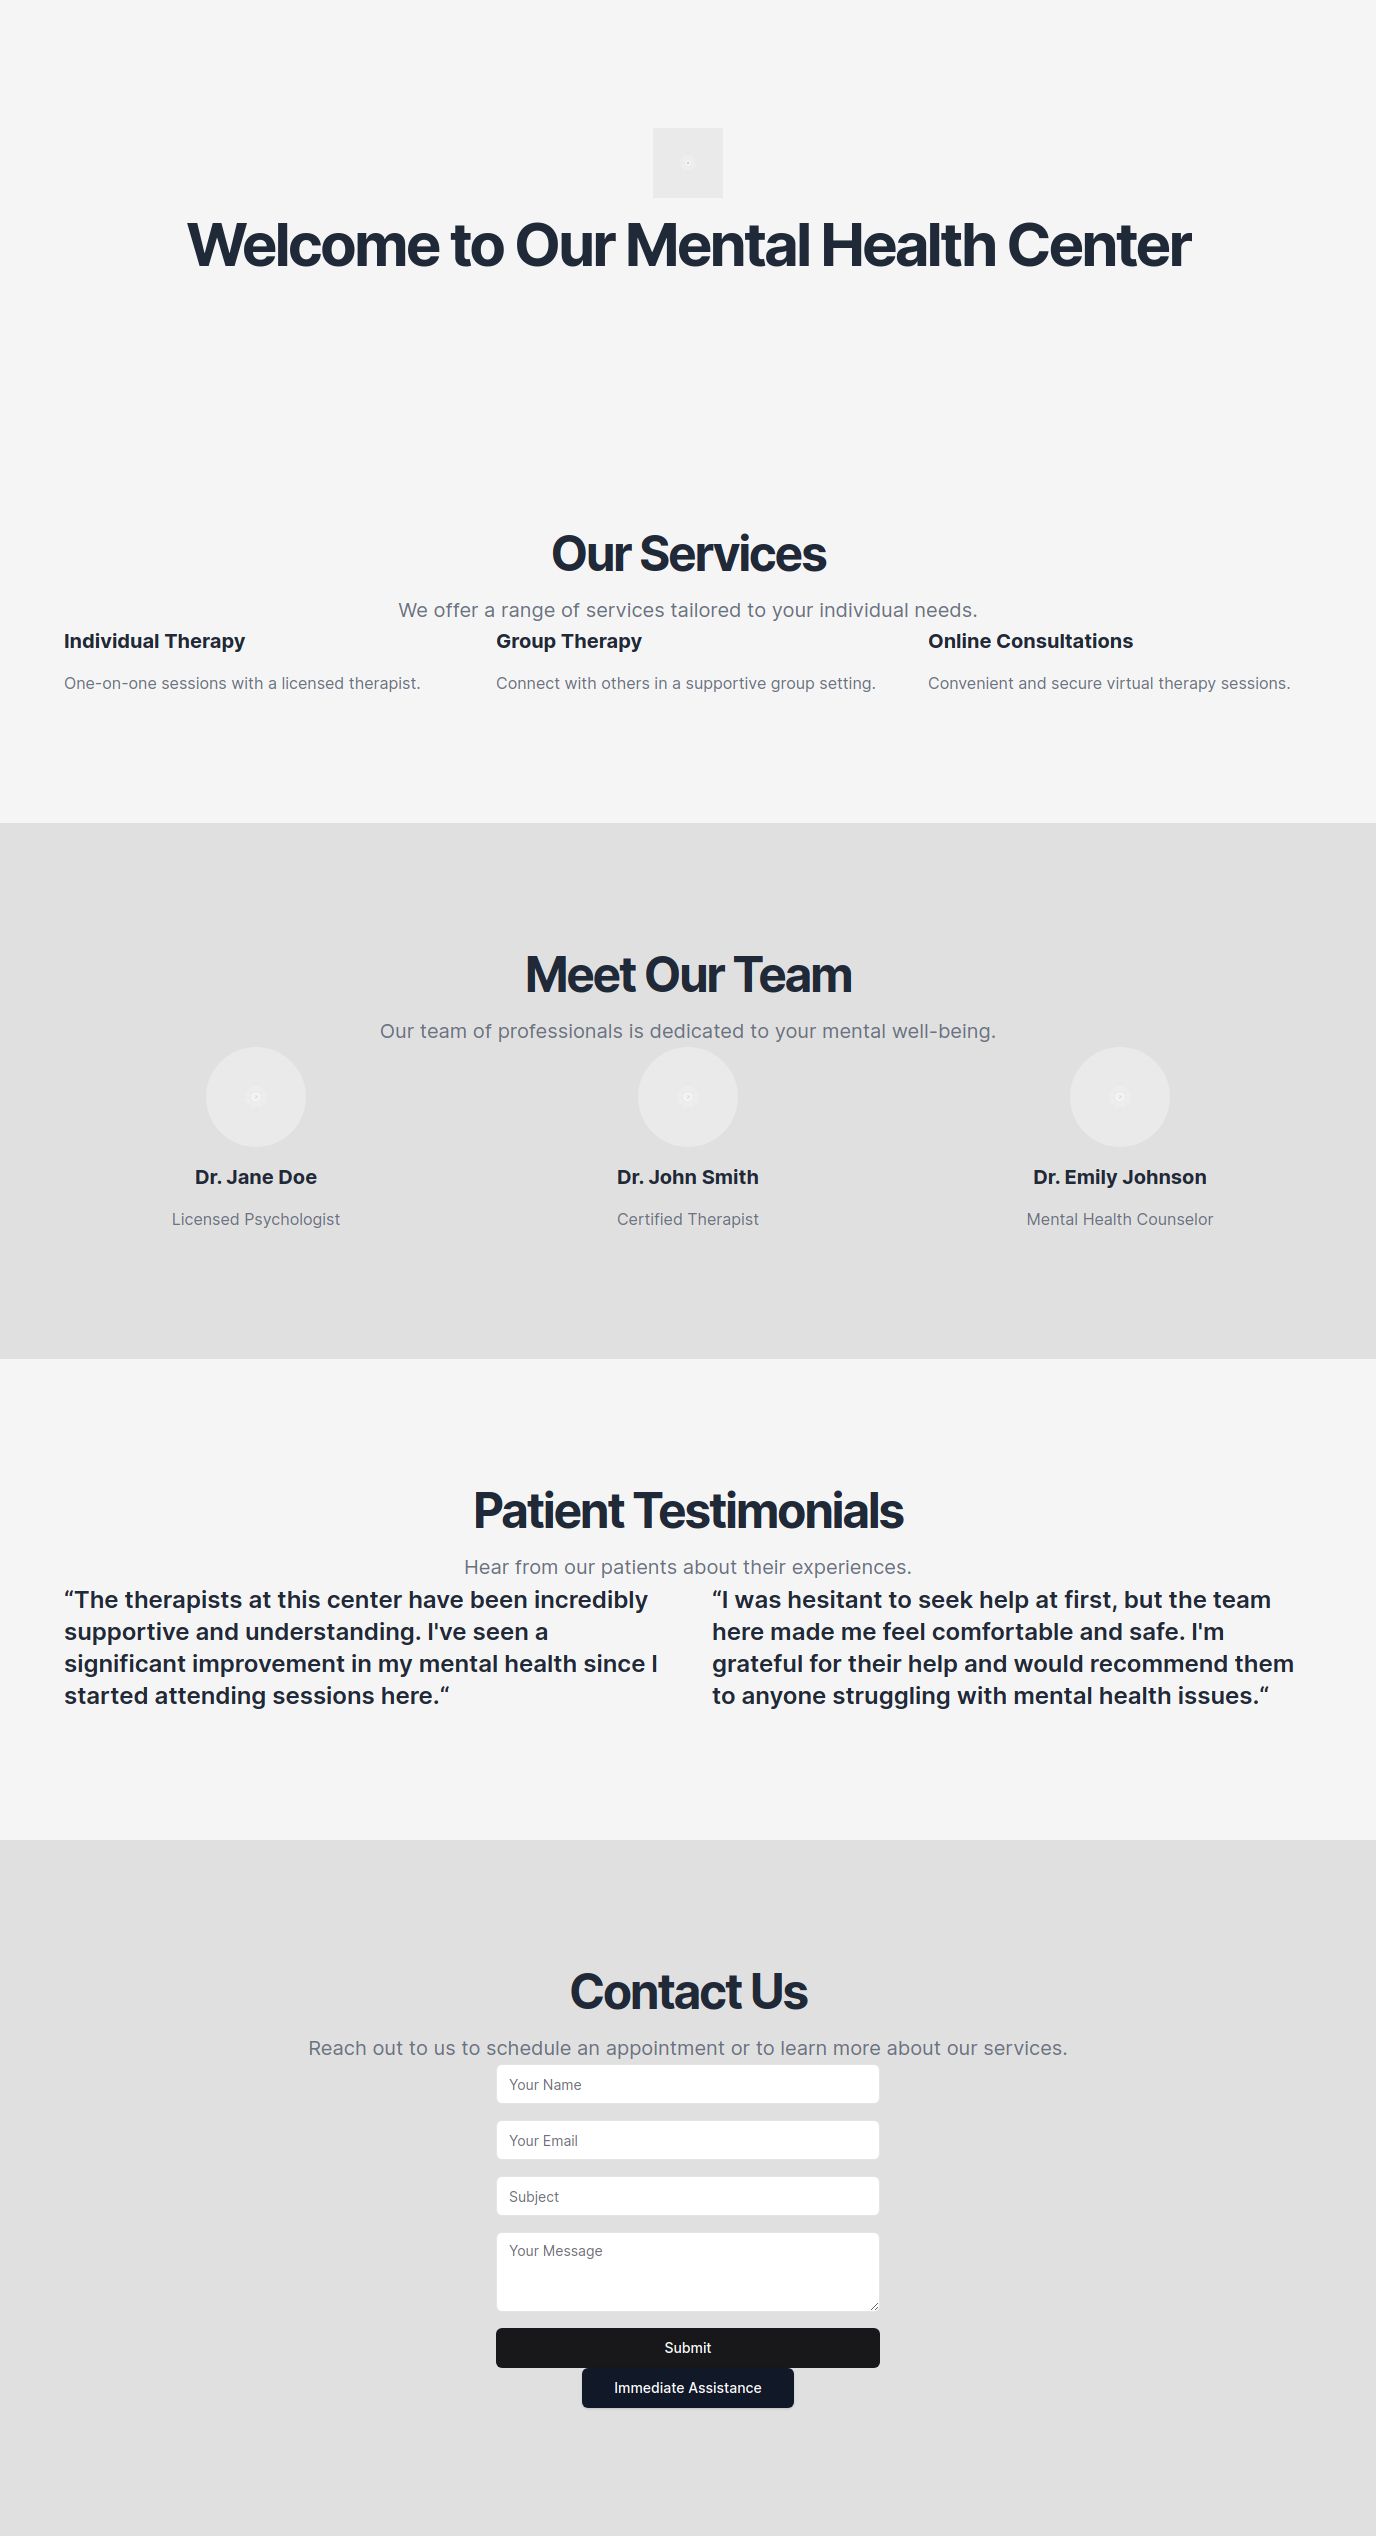 Welcome to Our Mental Health Center
Our Services
We offer a range of services tailored to your individual needs.
Individual Therapy
One-on-one sessions with a licensed therapist.
Group Therapy
Connect with others in a supportive group setting.
Online Consultations
Convenient and secure virtual therapy sessions.
Meet Our Team
Our team of professionals is dedicated to your mental well-being.
Dr. Jane Doe
Licensed Psychologist
Dr. John Smith
Certified Therapist
Dr. Emily Johnson
Mental Health Counselor
Patient Testimonials
Hear from our patients about their experiences.
“The therapists at this center have been incredibly
supportive and understanding. I've seen a
significant improvement in my mental health since I
started attending sessions here.“
“I was hesitant to seek help at first, but the team
here made me feel comfortable and safe. I'm
grateful for their help and would recommend them
to anyone struggling with mental health issues.“
Contact Us
Reach out to us to schedule an appointment or to learn more about our services.
Your Name
Your Email
Subject
Your Message
Submit
Immediate Assistance